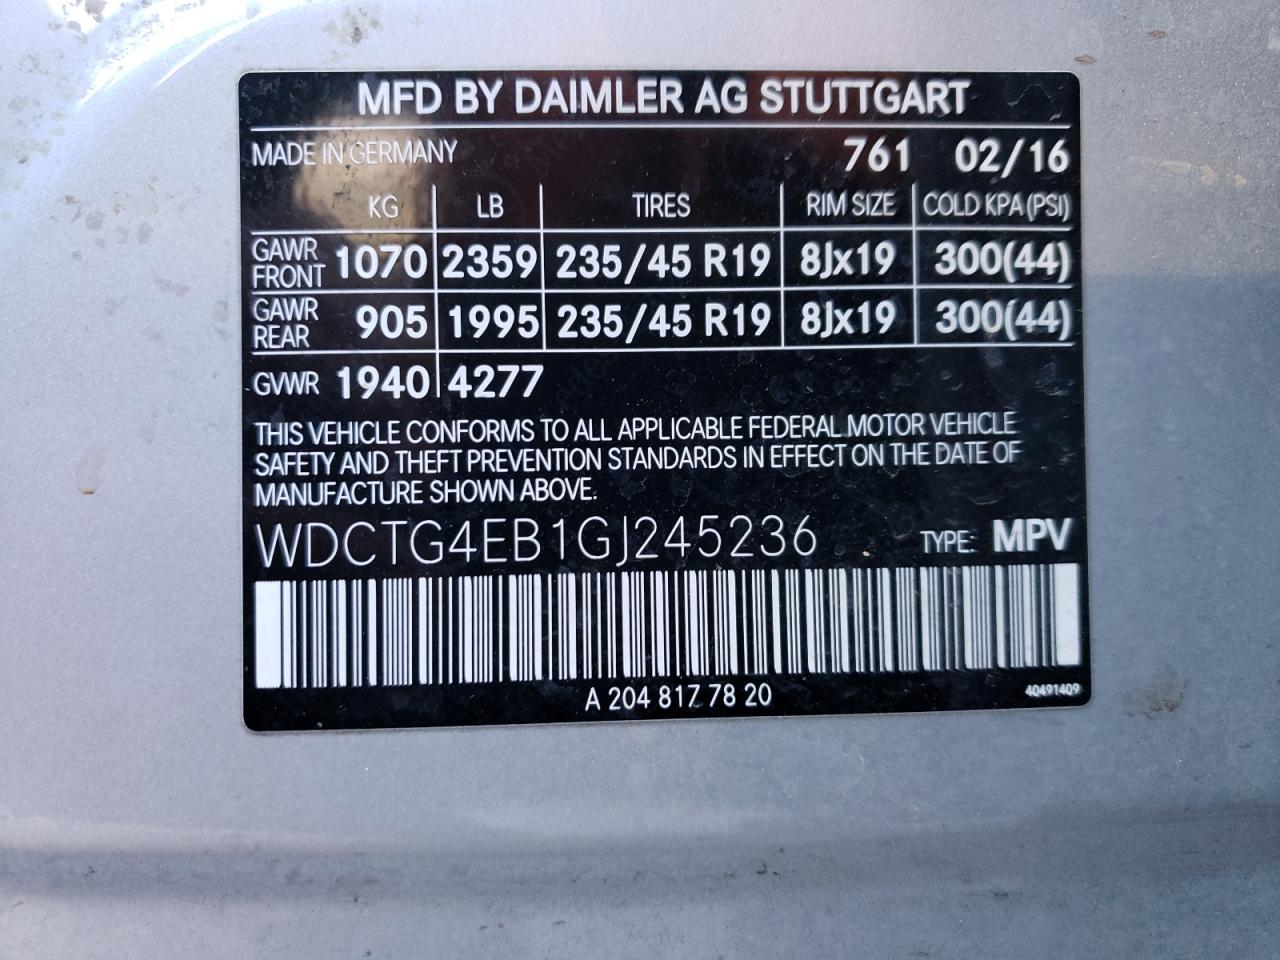 MFD BY DAIMLER AG STUTTGART
MADE IN GERMANY 761 02/16
KG LB TIRES RIM SIZE COLD KPA (PSI)
GAWR FRONT 1070 2359 235/45 R19 8Jx19 300(44)
GAWR REAR 905 1995 235/45 R19 8Jx19 300(44)
GVWR 1940 4277
THIS VEHICLE CONFORMS TO ALL APPLICABLE FEDERAL MOTOR VEHICLE
SAFETY AND THEFT PREVENTION STANDARDS IN EFFECT ON THE DATE OF
MANUFACTURE SHOWN ABOVE.
WDCTG4EB1GJ245236 TYPE: MPV
A 204 817 78 20 40491409